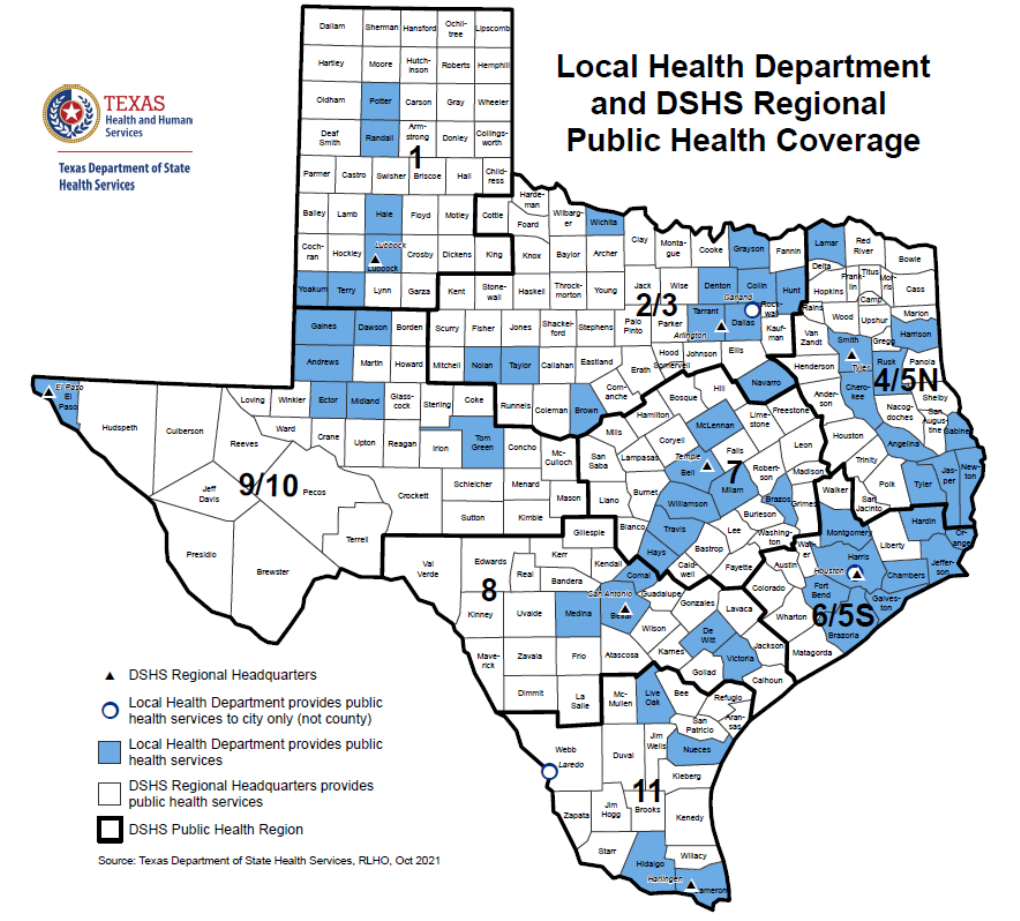 Local Health Department
and DSHS Regional
Public Health Coverage
TEXAS
Health and Human
Services
Texas Department of State
Health Services
Dallam Sherman Hansford Ochil-
tree Lipscomb
Hartley Moore Hutch-
inson Roberts Hemphill
Oldham Potter Carson Gray Wheeler
Deaf
Smith Randall Arm-
strong Donley Collings-
worth
1
Parmer Castro Swisher Briscoe Hall Child-
ress
Bailey Lamb Hale Floyd Motley Cottle
Harde-
man
Foard
Wilbarg-
er
Wichita
Clay
Monta-
gue
Cooke
Grayson
Fannin
Lamar
Red
River
Bowie
Coch-
ran Hockley Lubbock
Lubbock
Crosby Dickens King Knox Baylor Archer
Yoakum Terry Lynn Garza Kent Stone-
wall Haskell Throck-
morton Young Jack Wise Denton Collin Hunt
Delta
Hopkins
Frank-
lin
Titus
Mor-
ris
Cass
Camp
2/3
Garland
Rock-
wall
Rains
Wood
Upshur
Marion
Harrison
Gaines Dawson Borden Scurry Fisher Jones Shackel-
ford Stephens Palo
Pinto Parker Tarrant
Arlington
Dallas
Kauf-
man
Van
Zandt
Smith
Tyler
Gregg
Rusk
Panola
Andrews Martin Howard Mitchell Nolan Taylor Callahan Eastland Erath
Hood
Somervell
Johnson
Ellis
Henderson
4/5N
Navarro
Hill
Bosque
Com-
anche
Ander-
son
Chero-
kee
Shelby
Nacog-
doches
San
Augus-
tine
Sabine
El Paso
El
Paso
Hudspeth
Culberson
Loving Winkler Ector Midland Glass-
cock Sterling Coke Runnels Coleman Brown
Reeves
Ward
Crane Upton Reagan Irion Tom
Green Concho Mc-
Culloch
San
Saba
Mills
Hamilton
Lampasas
Coryell
McLennan
Lime-
stone
Freestone
Falls
Leon
Houston
Angelina
Trinity
Polk
Tyler
Jas-
per
New-
ton
Temple
Bell
7
Milam
Robert-
son
Madison
Walker
San
Jacinto
Brazos
Grimes
9/10
Jeff
Davis
Pecos
Crockett
Schleicher
Menard
Mason
Llano
Burnet
Williamson
Burleson
Washing-
ton
Montgomery
Hardin
Liberty
Or-
ange
Sutton
Kimble
Gillespie
Blanco
Travis
Lee
Hays
Bastrop
Cald-
well
Fayette
Austin
Wall-
er
Harris
Houston
Chambers
Jeffer-
son
Terrell
Presidio
Brewster
Val
Verde
Edwards
Kerr
Real
Bandera
Kendall
Comal
Guadalupe
Gonzales
Lavaca
Colorado
Fort
Bend
Galves-
ton
6/5S
Wharton
Brazoria
Matagorda
8
Kinney Uvalde Medina
San Antonio
Bexar
Wilson
Karnes
De
Witt
Victoria
Jackson
Calhoun
Goliad
Mave-
rick Zavala Frio Atascosa
Dimmit La
Salle Mc-
Mullen Live
Oak
Bee
Refugio
Aran-
sas
San
Patricio
Webb
Laredo
Duval
Jim
Wells
Nueces
Kleberg
11
Zapata
Jim
Hogg
Brooks
Kenedy
Starr
Hidalgo
Willacy
Harlingen
Cameron
DSHS Regional Headquarters
Local Health Department provides public
health services to city only (not county)
Local Health Department provides public
health services
DSHS Regional Headquarters provides
public health services
DSHS Public Health Region
Source: Texas Department of State Health Services, RLHO, Oct 2021